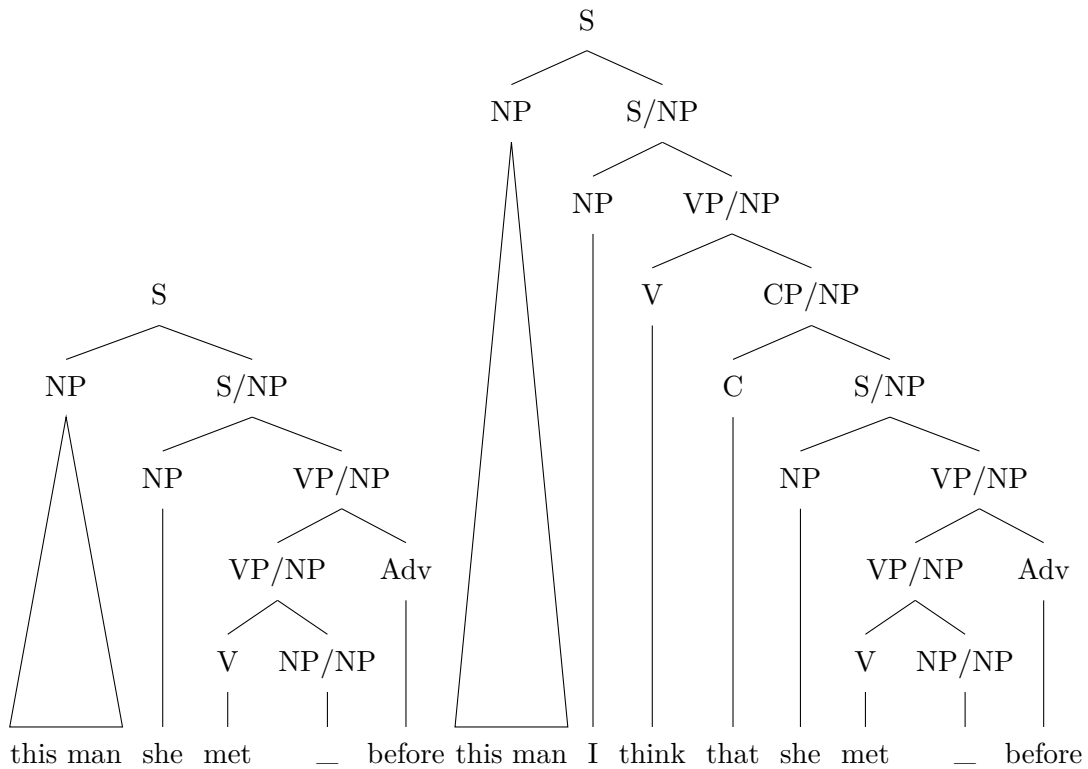 S
NP S/NP
NP VP/NP
S V CP/NP
NP S/NP C S/NP
NP VP/NP NP VP/NP
VP/NP Adv VP/NP Adv
V NP/NP V NP/NP
this man she met _ before this man I think that she met _ before